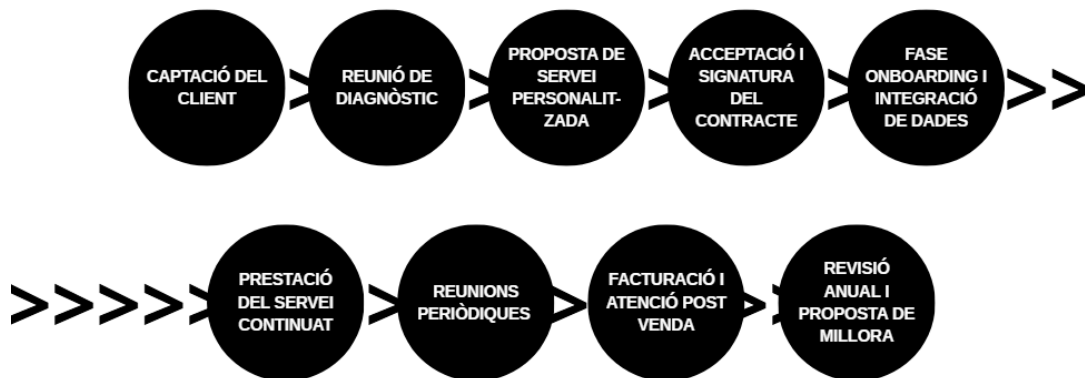 CAPTACIÓ DEL
CLIENT
REUNIÓ DE
DIAGNÒSTIC
PROPOSTA DE
SERVEI
PERSONALIT-
ZADA
ACCEPTACIÓ I
SIGNATURA
DEL
CONTRACTE
FASE
ONBOARDING I
INTEGRACIÓ
DE DADES
PRESTACIÓ
DEL SERVEI
CONTINUAT
REUNIONS
PERIÒDIQUES
FACTURACIÓ I
ATENCIÓ POST
VENDA
REVISIÓ
ANUAL I
PROPOSTA DE
MILLORA